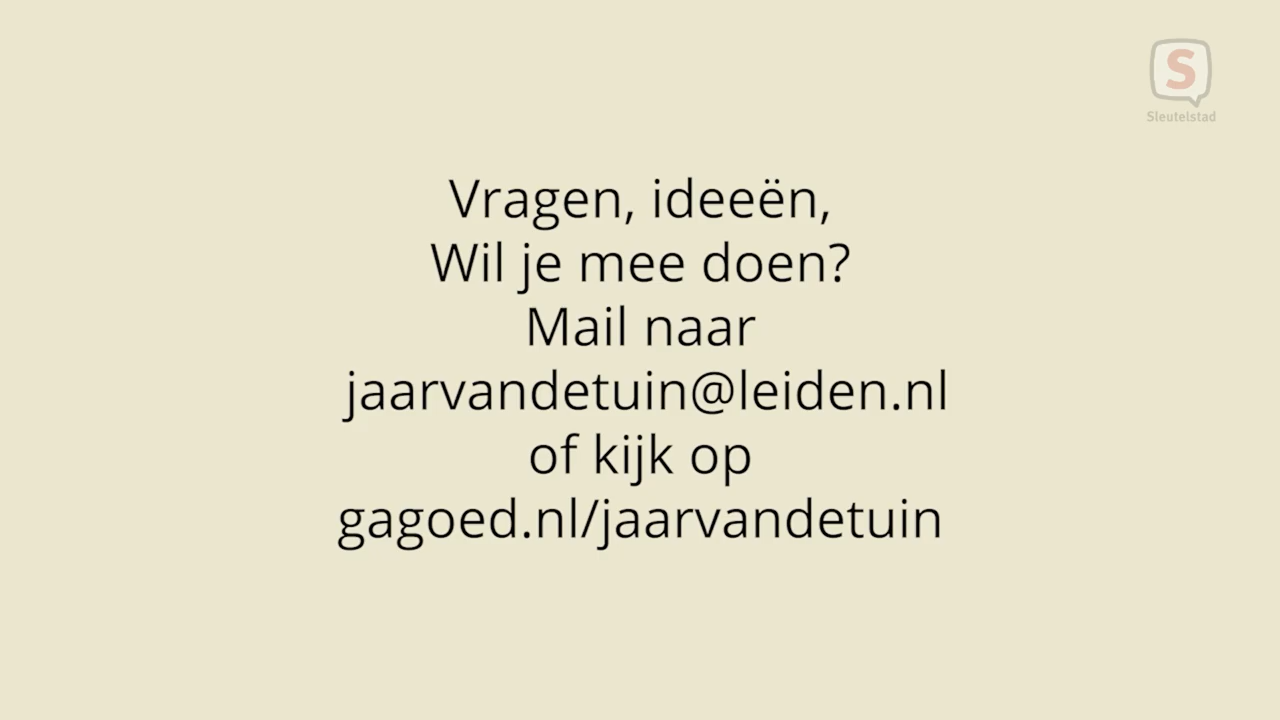 S
Sleutelstad
Vragen, ideeën,
Wil je mee doen?
Mail naar
jaarvandetuin@leiden.nl
of kijk op
gagoed.nl/jaarvandetuin